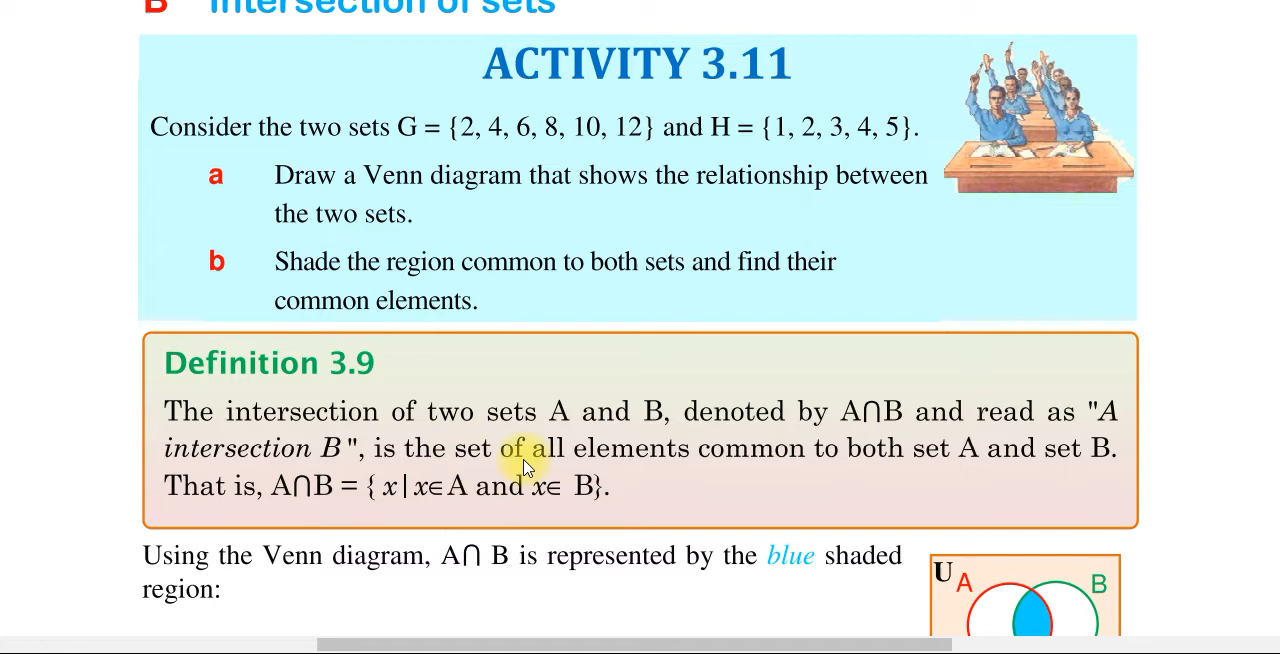 B Intersection of sets
ACTIVITY 3.11
Consider the two sets G = {2, 4, 6, 8, 10, 12} and H = {1, 2, 3, 4, 5}.
a Draw a Venn diagram that shows the relationship between
the two sets.
b Shade the region common to both sets and find their
common elements.
Definition 3.9
The intersection of two sets A and B, denoted by A∩B and read as "A
intersection B", is the set of all elements common to both set A and set B.
That is, A∩B = { x | x∈A and x∈ B}.
Using the Venn diagram, A∩ B is represented by the blue shaded
region:
U A B